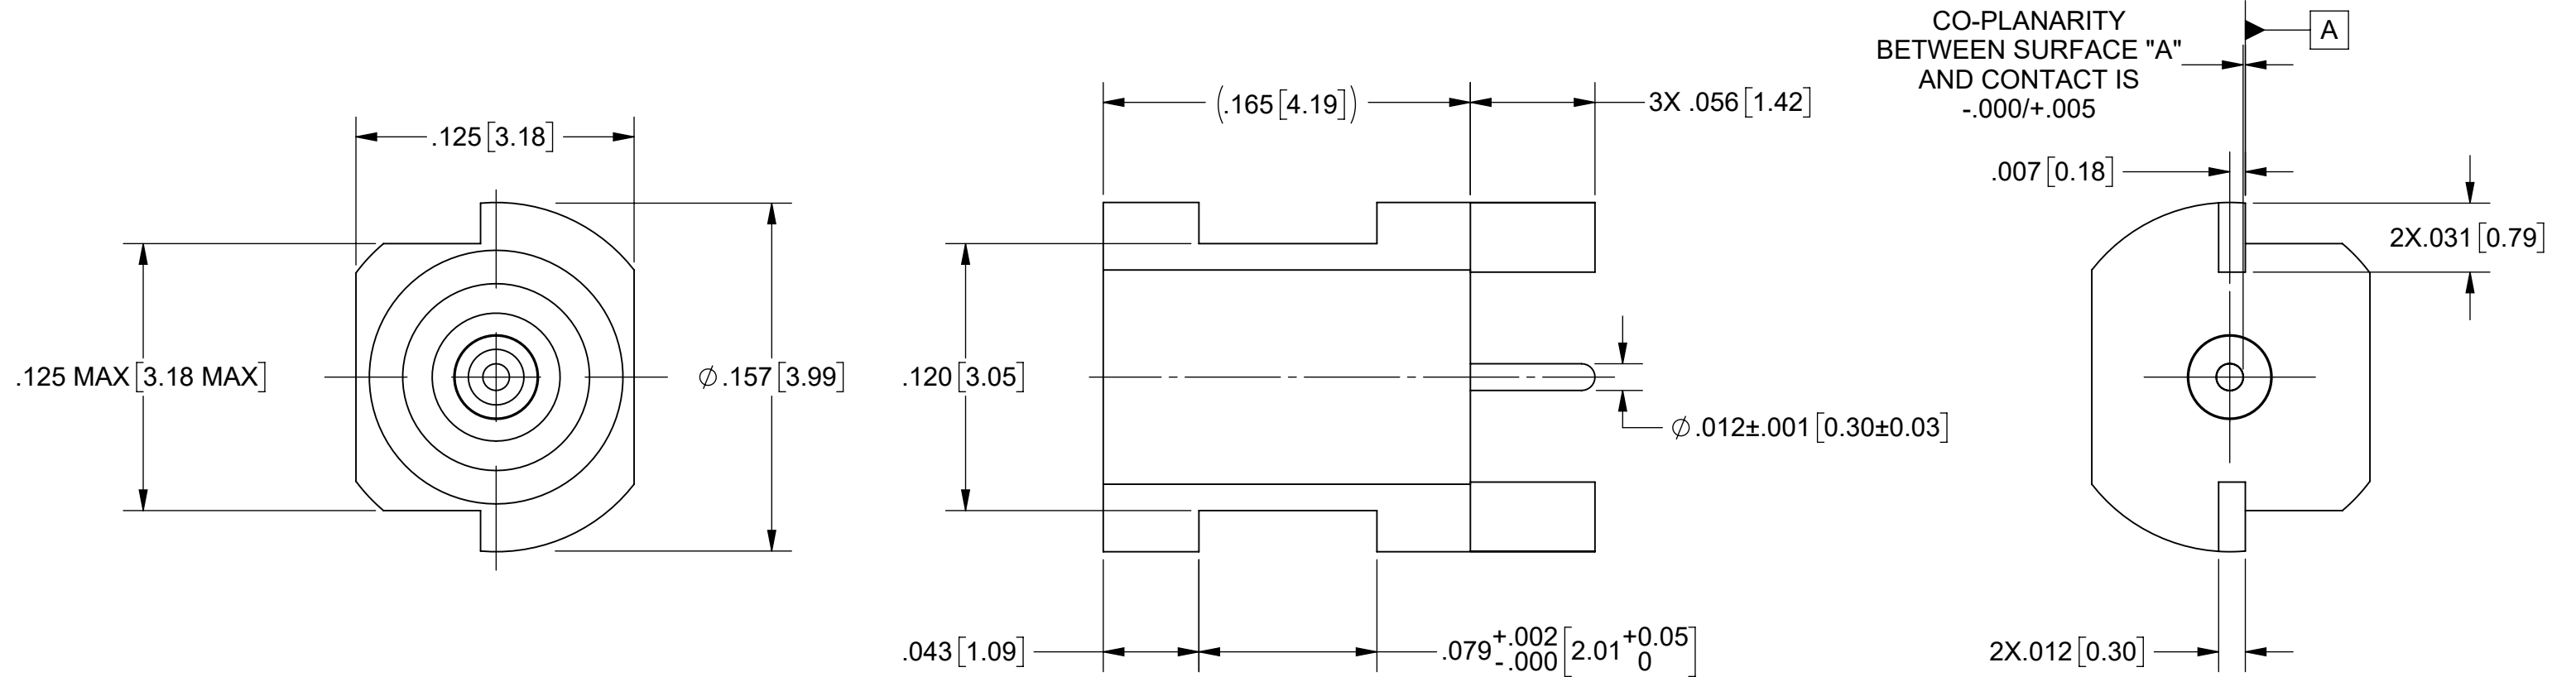 CO-PLANARITY
BETWEEN SURFACE "A"
AND CONTACT IS
-.000/+.005
A
(.165[4.19])
3X .056[1.42]
.125[3.18]
.007[0.18]
2X.031[0.79]
.125 MAX[3.18 MAX]
∅.157[3.99]
.120[3.05]
∅.012±.001[0.30±0.03]
.043[1.09]
.079 +.002 -.000 [2.01 +0.05 0]
2X.012[0.30]